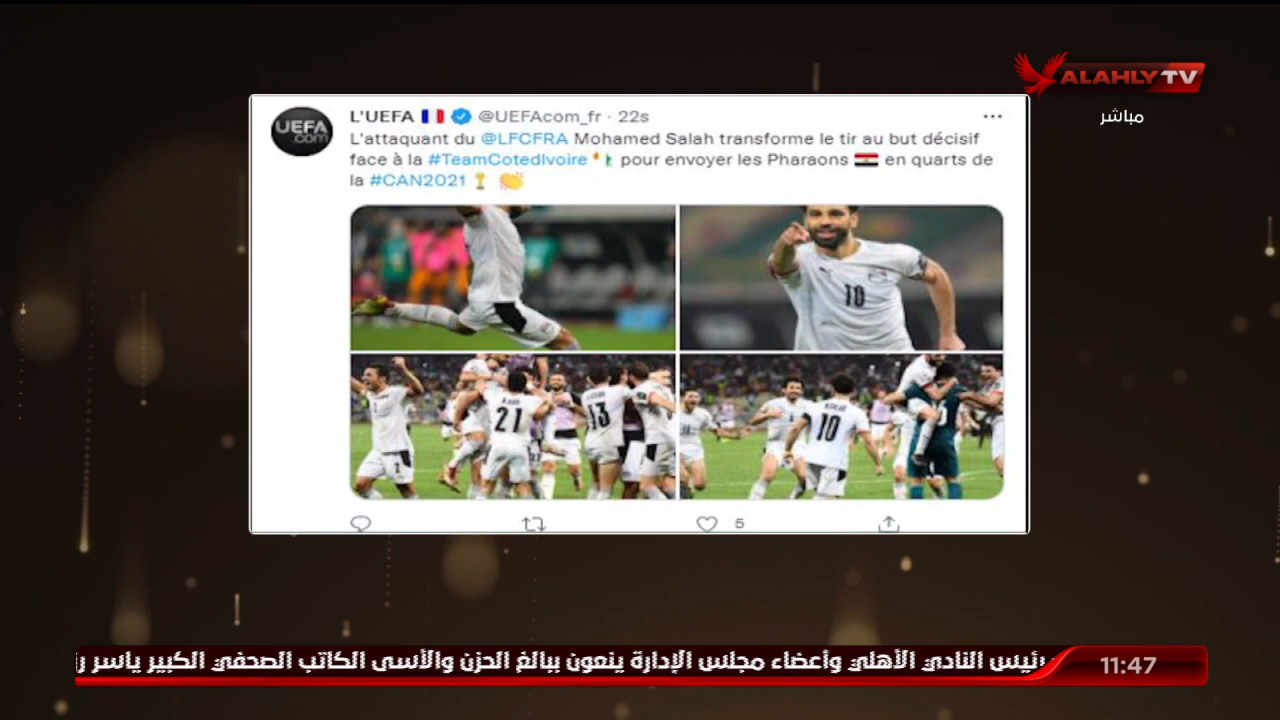 ALAHLY TV
مباشر
UEFA.com
L'UEFA @UEFAcom_fr · 22s
L'attaquant du @LFCFRA Mohamed Salah transforme le tir au but décisif
face à la #TeamCotedIvoire pour envoyer les Pharaons en quarts de
la #CAN2021
10
21
13
10
5
رئيس النادي الأهلي وأعضاء مجلس الإدارة ينعون ببالغ الحزن والأسى الكاتب الصحفي الكبير ياسر
11:47